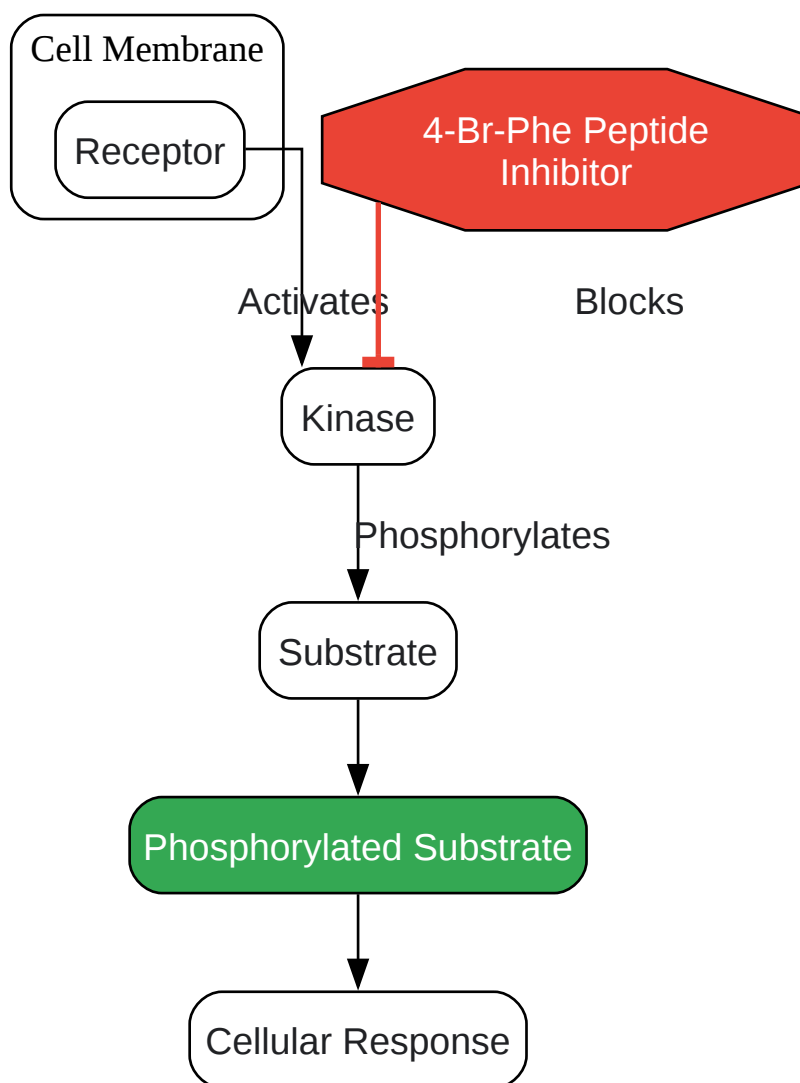 Cell Membrane
Receptor
4-Br-Phe Peptide
Inhibitor
Activates
Blocks
Kinase
Phosphorylates
Substrate
Phosphorylated Substrate
Cellular Response